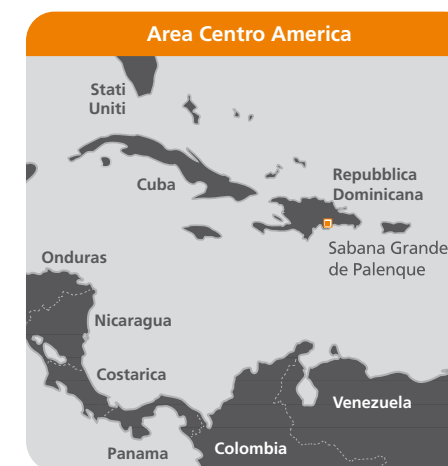 Area Centro America
Stati
Uniti
Cuba
Repubblica
Dominicana
Sabana Grande
de Palenque
Onduras
Nicaragua
Costarica
Venezuela
Panama
Colombia